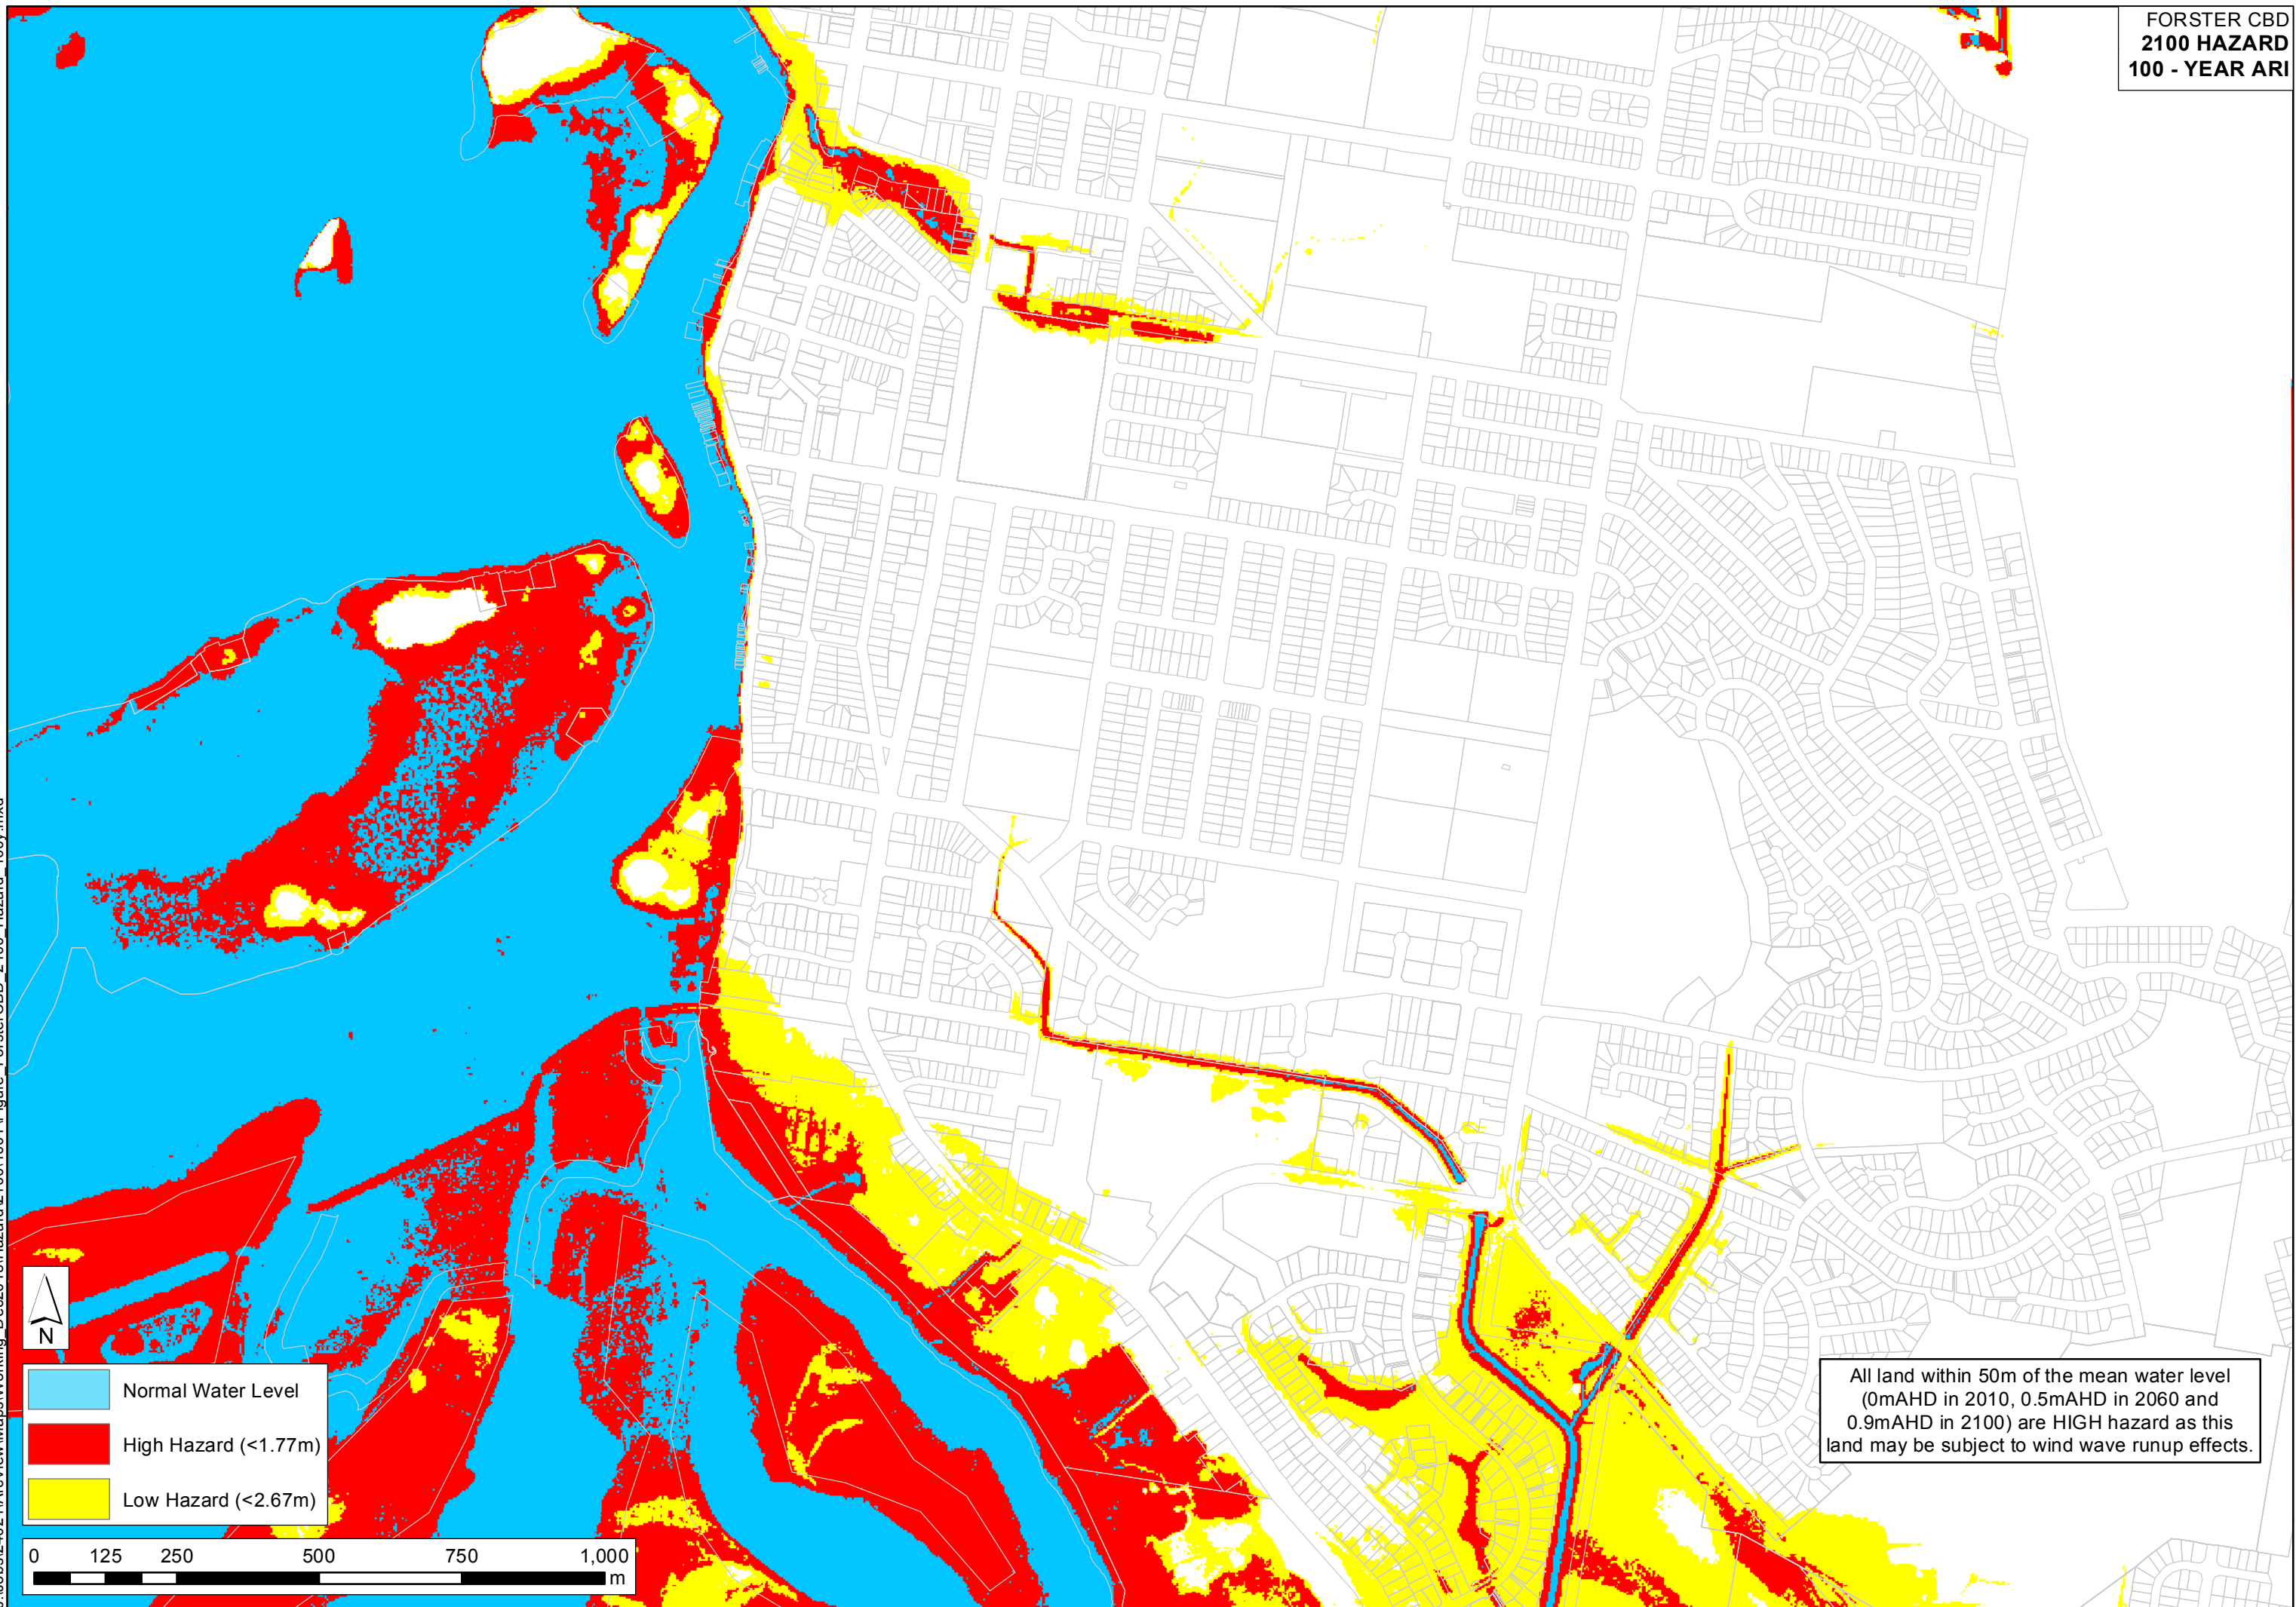 FORSTER CBD
2100 HAZARD
100 - YEAR ARI
N
Normal Water Level
High Hazard (<1.77m)
Low Hazard (<2.67m)
0 125 250 500 750 1,000
m
All land within 50m of the mean water level
(0mAHD in 2010, 0.5mAHD in 2060 and
0.9mAHD in 2100) are HIGH hazard as this
land may be subject to wind wave runup effects.